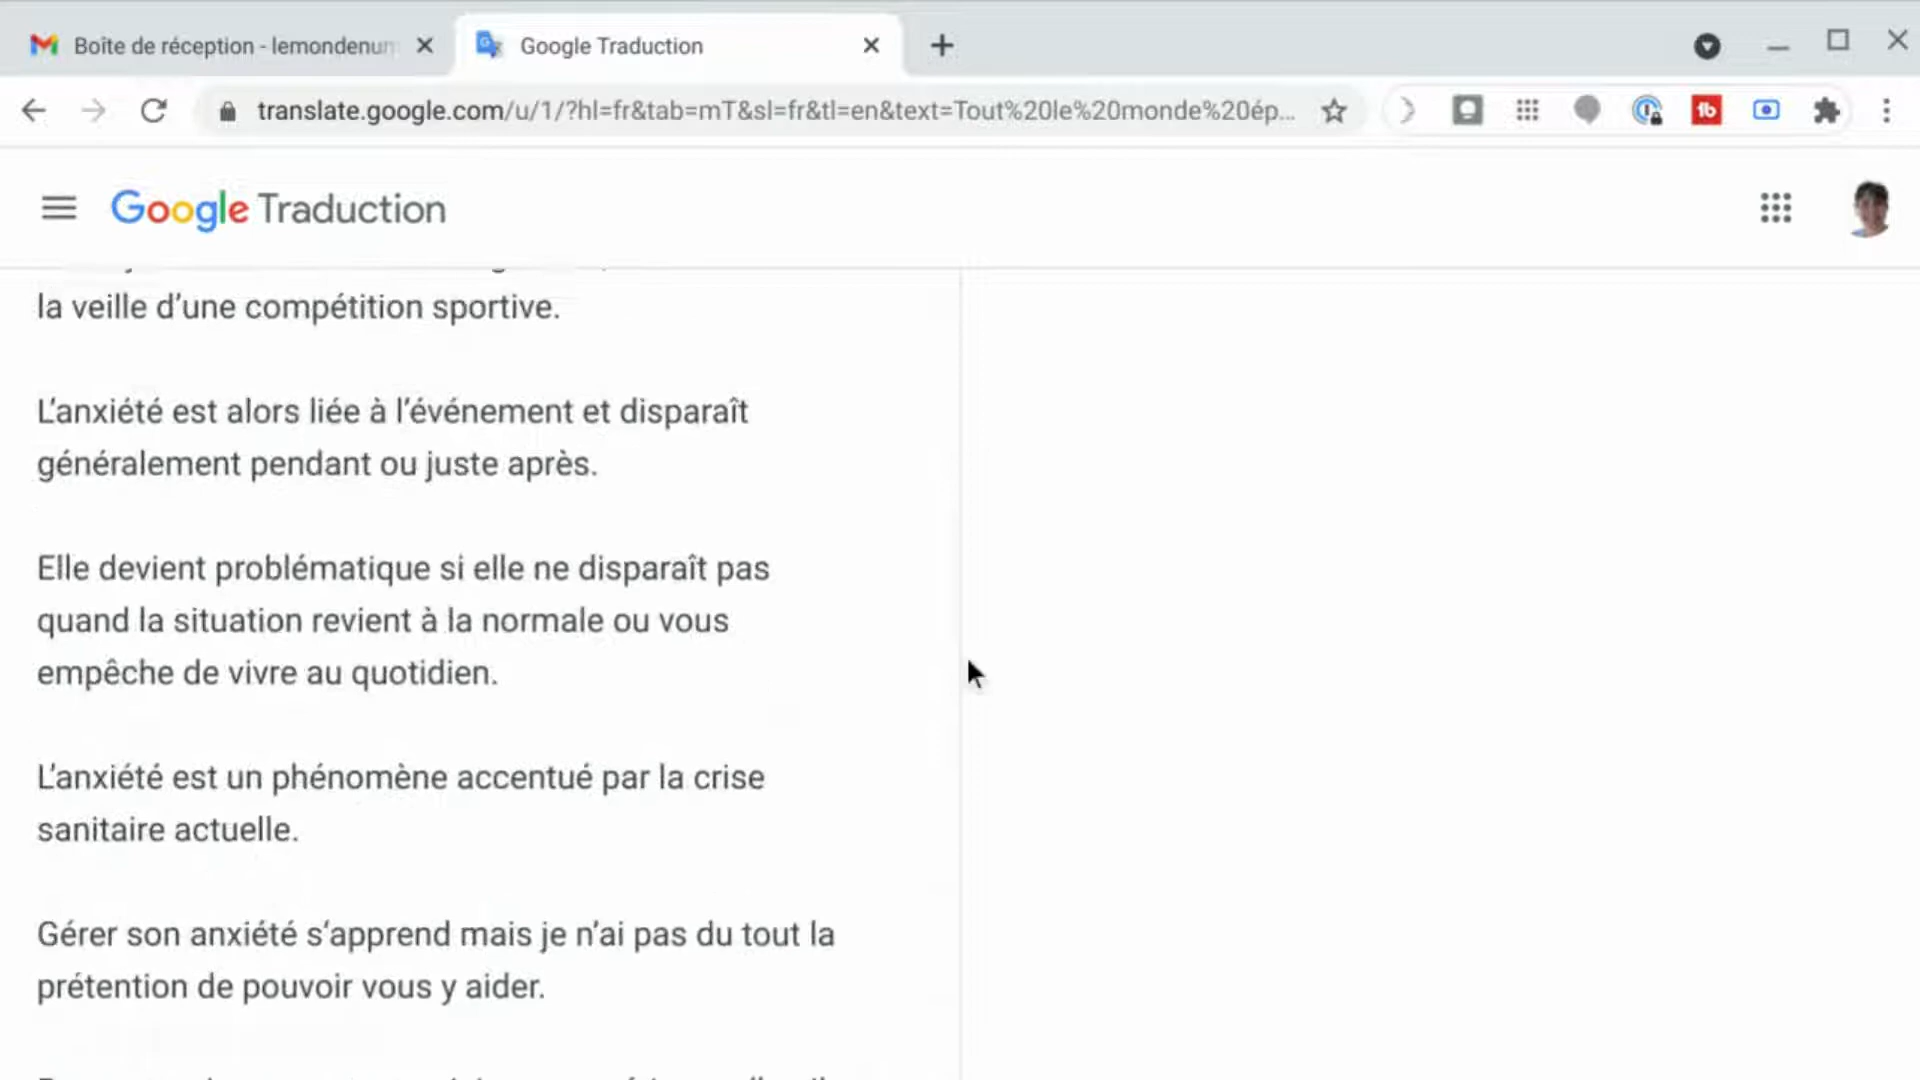 Boîte de réception - lemondenum
Google Traduction
translate.google.com/u/1/?hl=fr&tab=mT&sl=fr&tl=en&text=Tout%20le%20monde%20ép...
Google Traduction
la veille d’une compétition sportive.
L’anxiété est alors liée à l’événement et disparaît
généralement pendant ou juste après.
Elle devient problématique si elle ne disparaît pas
quand la situation revient à la normale ou vous
empêche de vivre au quotidien.
L’anxiété est un phénomène accentué par la crise
sanitaire actuelle.
Gérer son anxiété s’apprend mais je n’ai pas du tout la
prétention de pouvoir vous y aider.